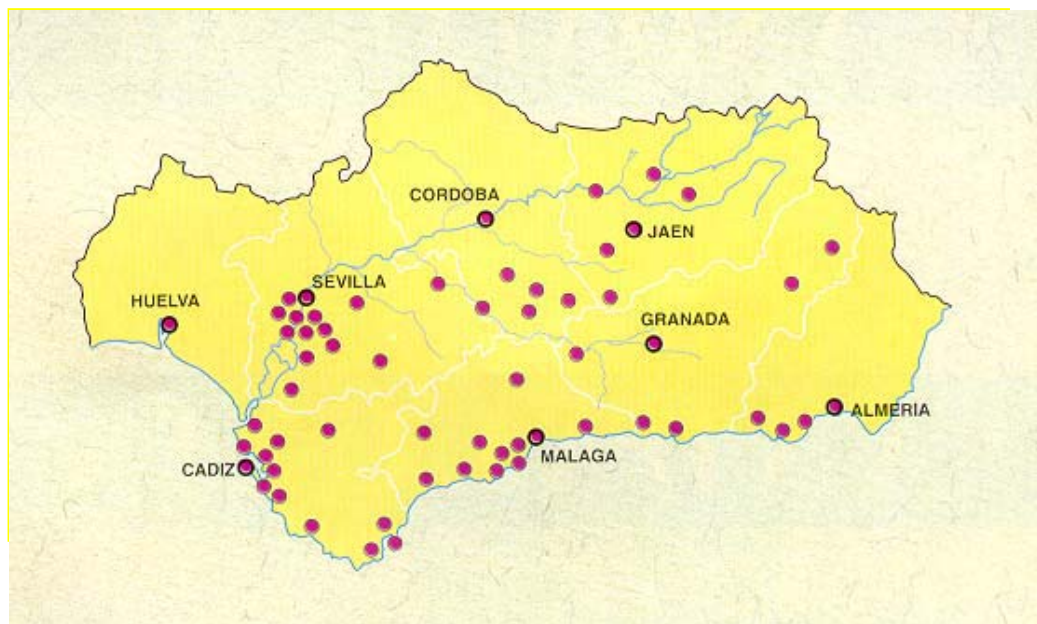 CORDOBA
JAEN
SEVILLA
HUELVA
GRANADA
ALMERIA
MALAGA
CADIZ